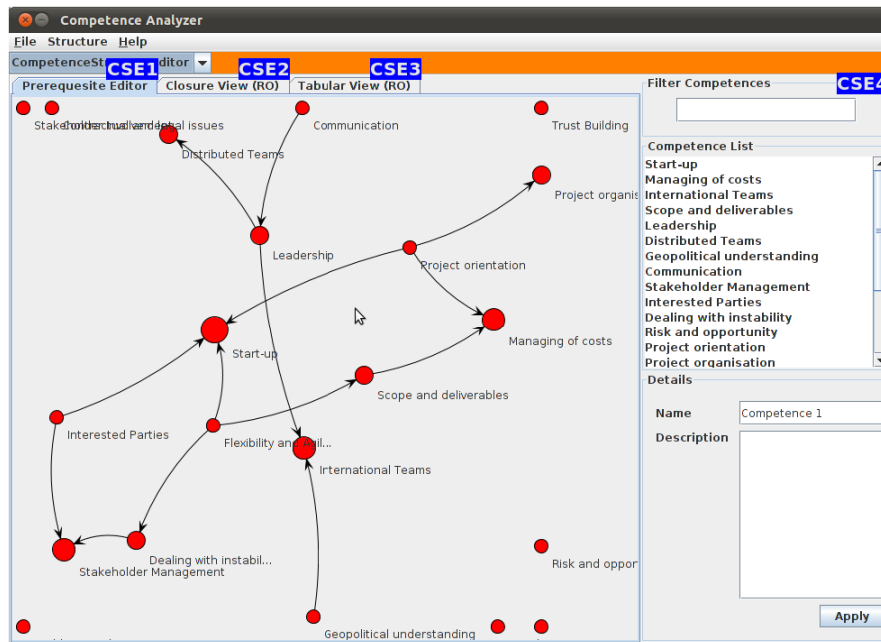 Competence Analyzer
File Structure Help
CompetenceSt
ditor
CSE1
CSE2
CSE3
CSE4
Prerequesite Editor
Closure View (RO)
Tabular View (RO)
Filter Competences
Competence List
Start-up
Managing of costs
International Teams
Scope and deliverables
Leadership
Distributed Teams
Geopolitical understanding
Communication
Stakeholder Management
Interested Parties
Dealing with instability
Risk and opportunity
Project orientation
Project organisation
Details
Name
Competence 1
Description
Apply
issues
Communication
Trust Building
Distributed Teams
Project organis
Leadership
Project orientation
Start-up
Managing of costs
Scope and deliverables
Interested Parties
Flexibility and Agil...
International Teams
Dealing with instabil...
Stakeholder Management
Risk and oppor
Geopolitical understanding